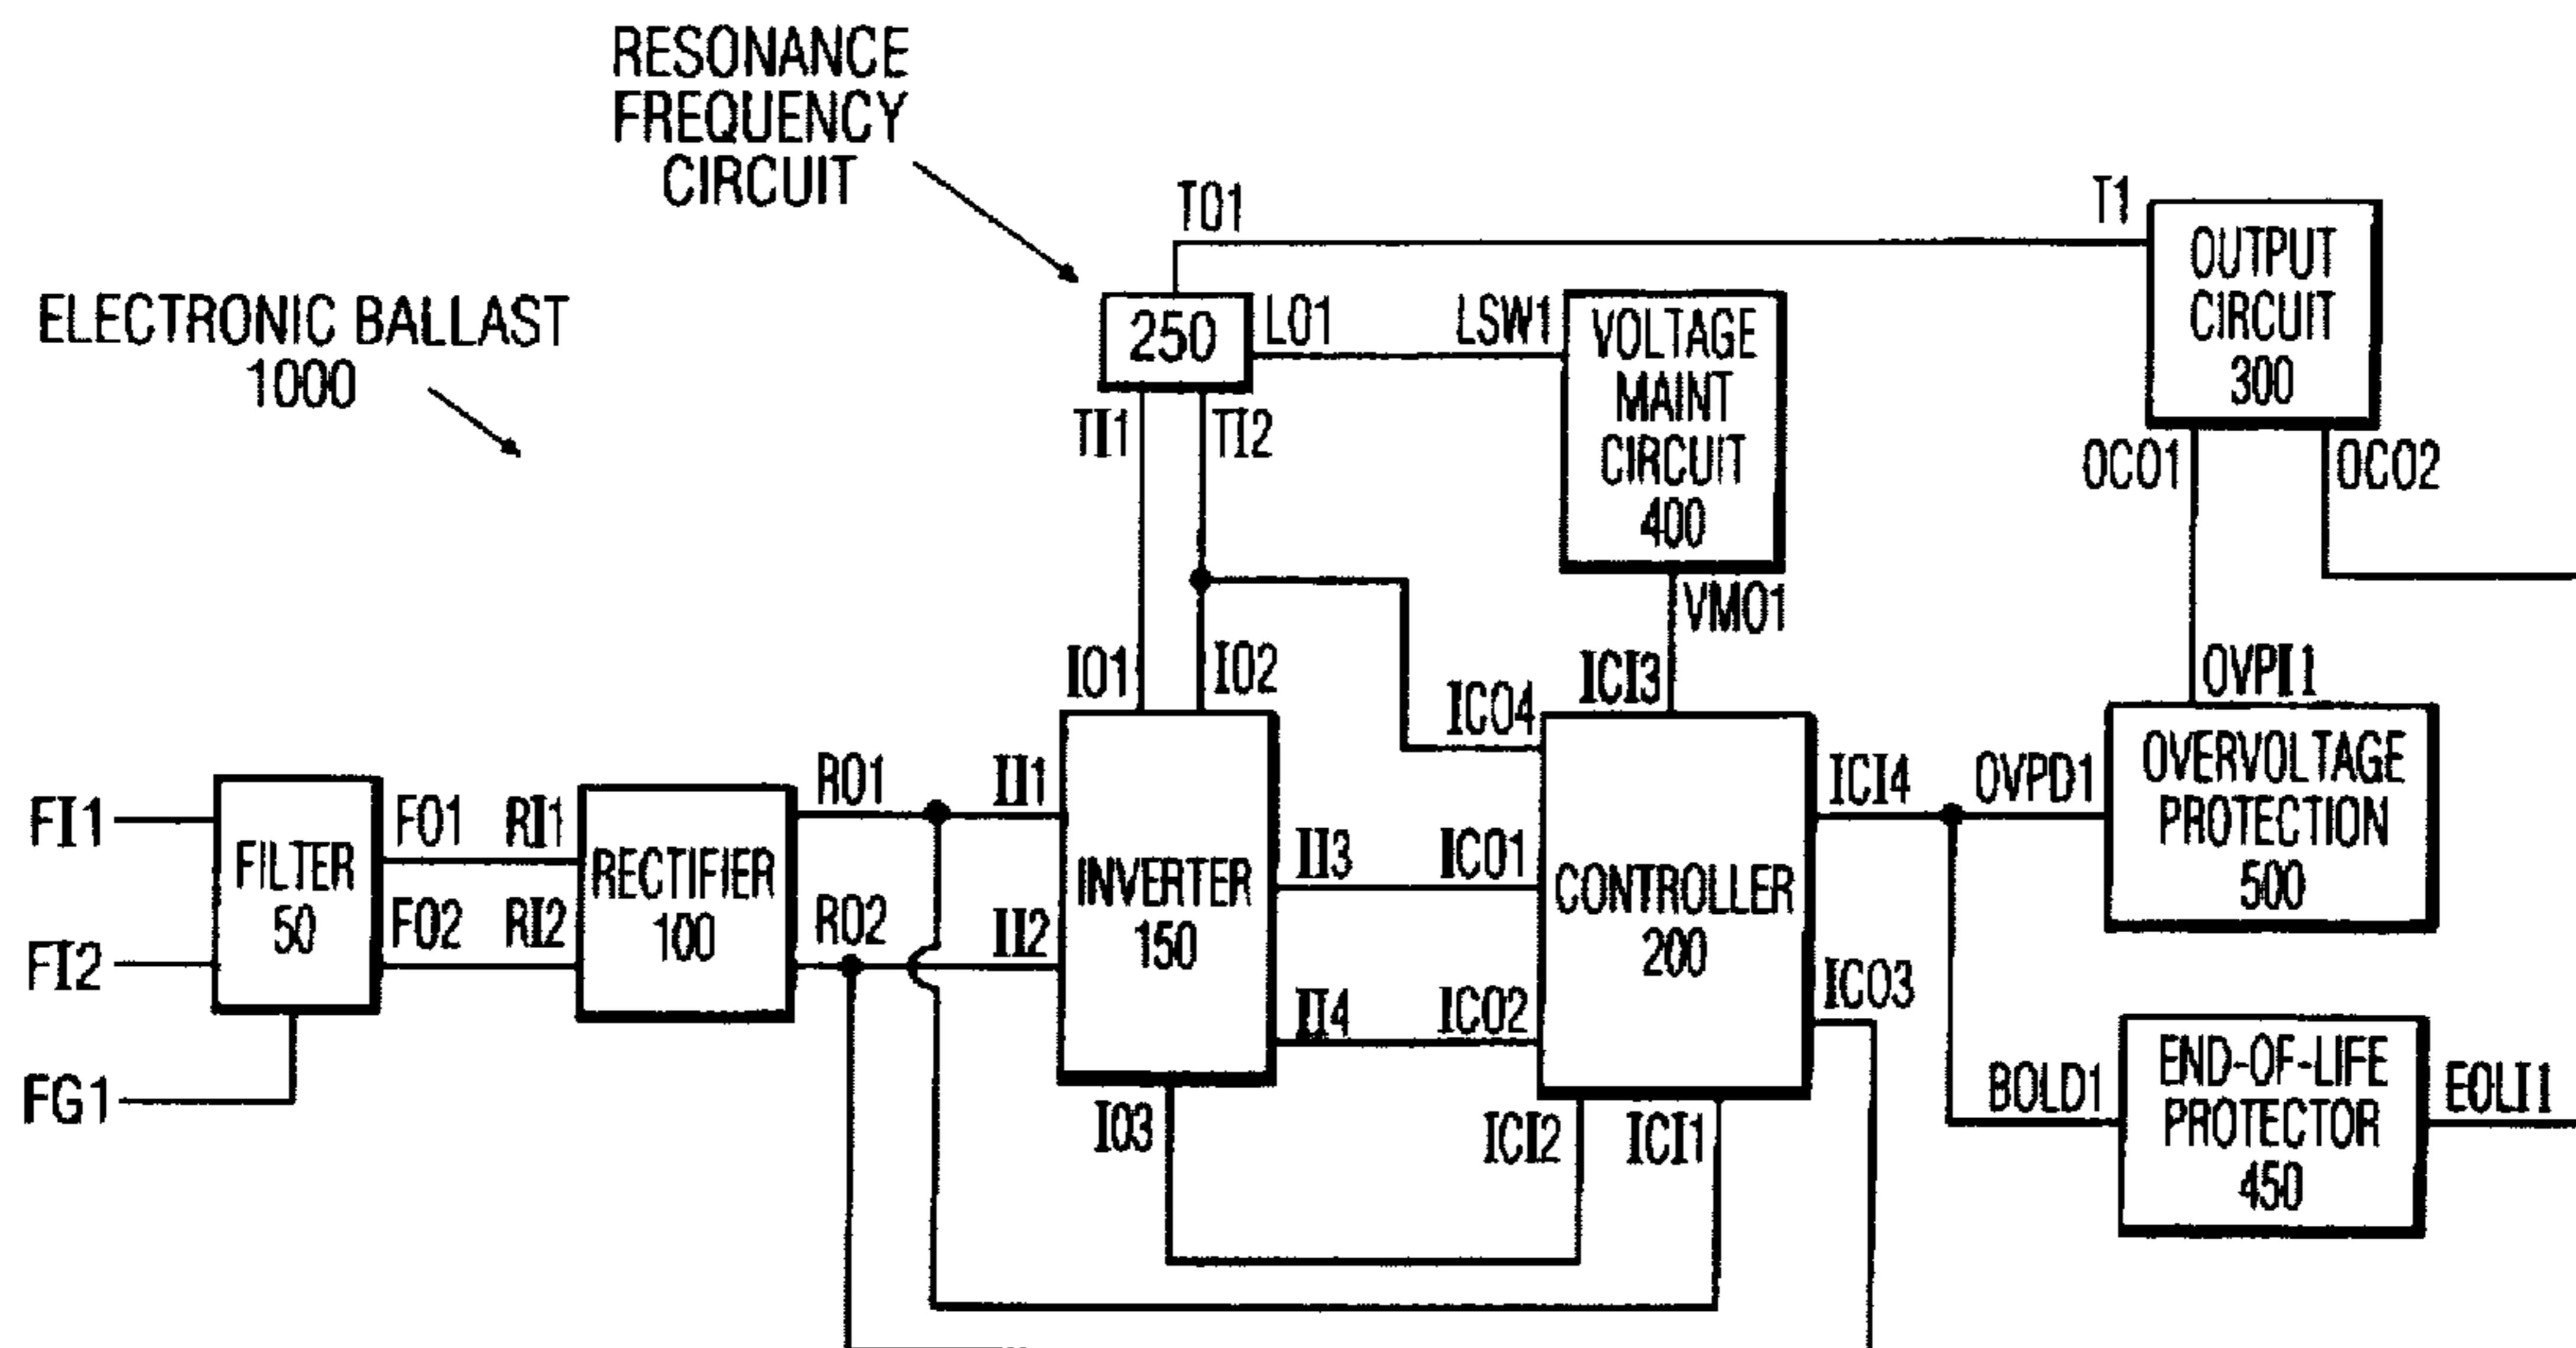 RESONANCE
FREQUENCY
CIRCUIT
ELECTRONIC BALLAST
1000
TO1
T1
OUTPUT
CIRCUIT
300
250
LO1
LSW1
VOLTAGE
MAINT
CIRCUIT
400
TI1
TI2
OCO1
OCO2
VMO1
IO1
IO2
ICO4
ICI3
OVPI1
FI1
FI2
FG1
FILTER
50
FO1
FO2
RI1
RI2
RECTIFIER
100
RO1
RO2
II1
II2
INVERTER
150
II3
II4
ICO1
ICO2
CONTROLLER
200
ICI4
OVPD1
OVERVOLTAGE
PROTECTION
500
ICO3
IO3
ICI2
ICI1
BOLD1
END-OF-LIFE
PROTECTOR
450
EOLI1